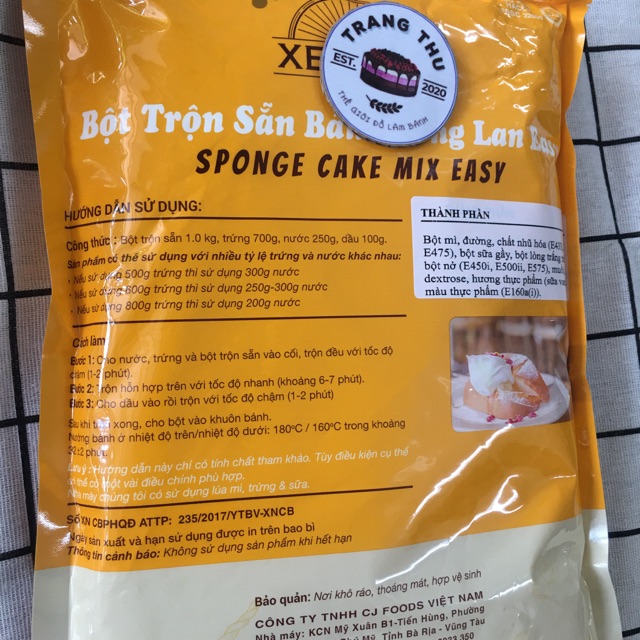 TRANG THU
EST. 2020
THẾ GIỚI ĐỒ LÀM BÁNH
Bột Trộn Sẵn Lan
SPONGE CAKE MIX EASY
HƯỚNG DẪN SỬ DỤNG:
Công thức : Bột trộn sẵn 1.0 kg, trứng 700g, nước 250g, dầu 100g.
Sản phẩm có thể sử dụng với nhiều tỷ lệ trứng và nước khác nhau:
• Nếu sử dụng 500g trứng thì sử dụng 300g nước
• Nếu sử dụng 600g trứng thì sử dụng 250g-300g nước
• Nếu sử dụng 800g trứng thì sử dụng 200g nước
Cách làm
Bước 1: Cho nước, trứng và bột trộn sẵn vào cối, trộn đều với tốc độ
chậm (1-2 phút).
Bước 2: Trộn hỗn hợp trên với tốc độ nhanh (khoảng 6-7 phút).
Bước 3: Cho dầu vào rồi trộn với tốc độ chậm (1-2 phút)
Sau khi trộn xong, cho bột vào khuôn bánh.
Nướng bánh ở nhiệt độ trên/nhiệt độ dưới: 180°C / 160°C trong khoảng
32±2 phút.
Lưu ý : Hướng dẫn này chỉ có tính chất tham khảo. Tùy điều kiện cụ thể
có thể có một vài điều chỉnh phù hợp.
Nhà máy chúng tôi có sử dụng lúa mì, trứng & sữa.
Số XN CBPHQĐ ATTP: 235/2017/YTBV-XNCB
Ngày sản xuất và hạn sử dụng được in trên bao bì
Thông tin cảnh báo: Không sử dụng sản phẩm khi hết hạn
THÀNH PHẦN
Bột mì, đường, chất nhũ hóa
E475), bột sữa gầy, bột lòng trắng
bột nở (E450i, E500ii, E575),
dextrose, hương thực phẩm (sữa
màu thực phẩm (E160a(i)).
Bảo quản: Nơi khô ráo, thoáng mát, hợp vệ sinh
CÔNG TY TNHH CJ FOODS VIỆT NAM
Nhà máy: KCN Mỹ Xuân B1-Tiến Hùng, Phường
Mỹ, Tỉnh Bà Rịa - Vũng Tàu